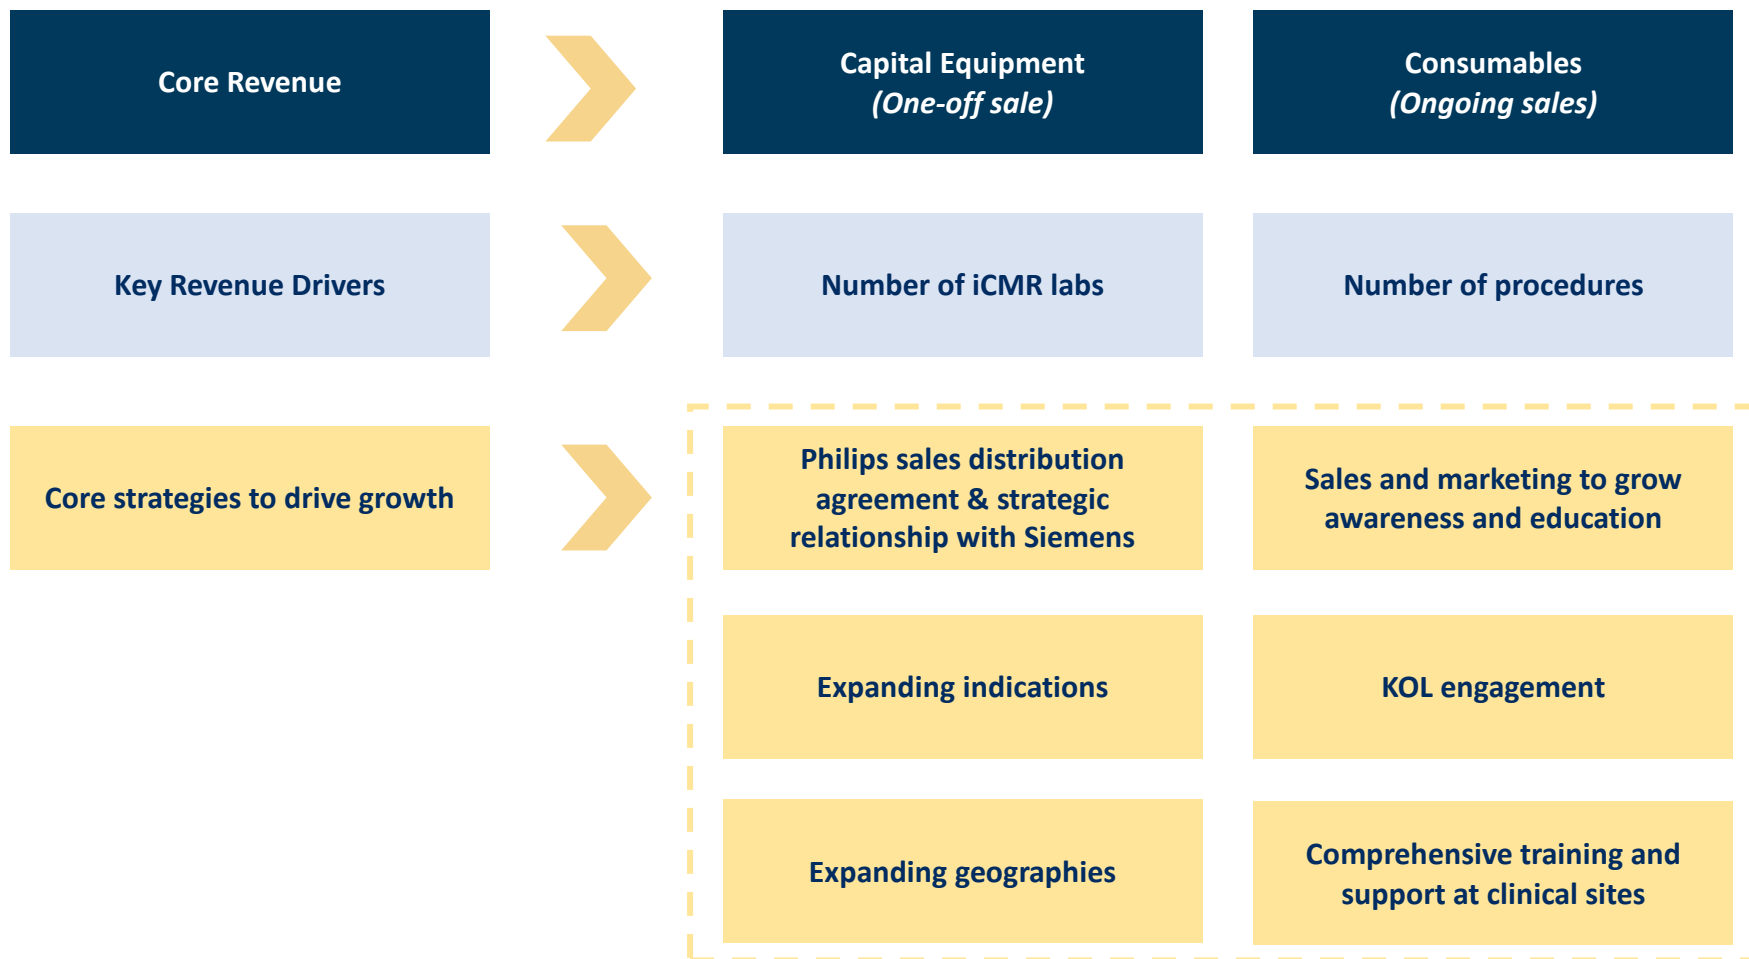 Core Revenue
Capital Equipment
(One-off sale)
Consumables
(Ongoing sales)
Key Revenue Drivers
Number of iCMR labs
Number of procedures
Core strategies to drive growth
Philips sales distribution
agreement & strategic
relationship with Siemens
Sales and marketing to grow
awareness and education
Expanding indications
KOL engagement
Expanding geographies
Comprehensive training and
support at clinical sites